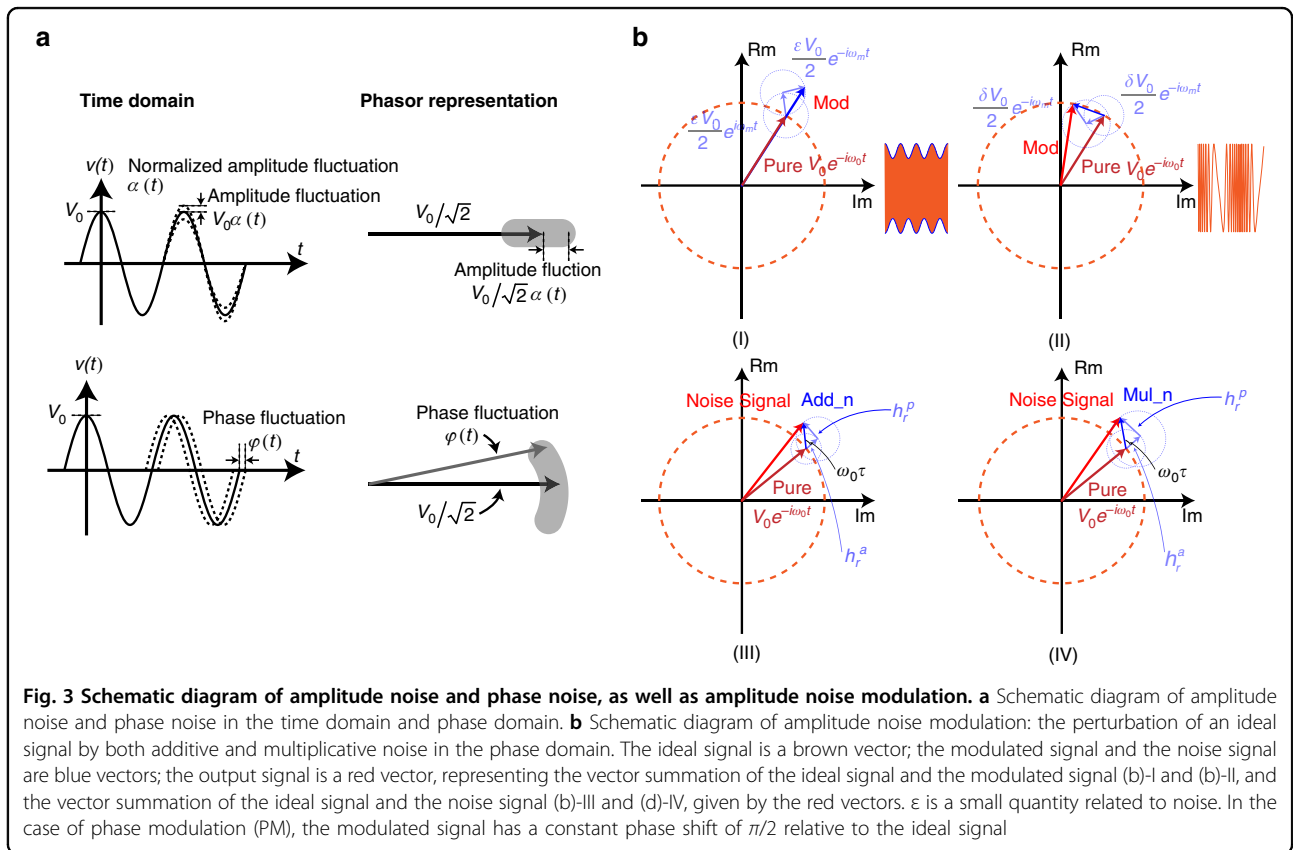 a
Time domain
Phasor representation
v(t)
Normalized amplitude fluctuation
α(t)
Amplitude fluctuation
V₀α(t)
V₀
t
V₀/√2
Amplitude fluction
V₀/√2 α(t)
v(t)
V₀
Phase fluctuation
φ(t)
t
Phase fluctuation
φ(t)
V₀/√2
b
Rm
εV₀/2 e^{-iω_m t}
Mod
εV₀/2 e^{iω_m t}
Pure V₀e^{-iω₀t}
Im
(I)
Rm
δV₀/2 e^{-iω_m t}
δV₀/2 e^{-iω_m t}
Mod
Pure V₀e^{-iω₀t}
Im
(II)
Rm
Noise Signal Add_n
h_r^p
ω₀τ
Pure
V₀e^{-iω₀t}
Im
h_r^a
(III)
Rm
Noise Signal Mul_n
h_r^p
ω₀τ
Pure
V₀e^{-iω₀t}
Im
h_r^a
(IV)
Fig. 3 Schematic diagram of amplitude noise and phase noise, as well as amplitude noise modulation. a Schematic diagram of amplitude
noise and phase noise in the time domain and phase domain. b Schematic diagram of amplitude noise modulation: the perturbation of an ideal
signal by both additive and multiplicative noise in the phase domain. The ideal signal is a brown vector; the modulated signal and the noise signal
are blue vectors; the output signal is a red vector, representing the vector summation of the ideal signal and the modulated signal (b)-I and (b)-II, and
the vector summation of the ideal signal and the noise signal (b)-III and (d)-IV, given by the red vectors. ε is a small quantity related to noise. In the
case of phase modulation (PM), the modulated signal has a constant phase shift of π/2 relative to the ideal signal